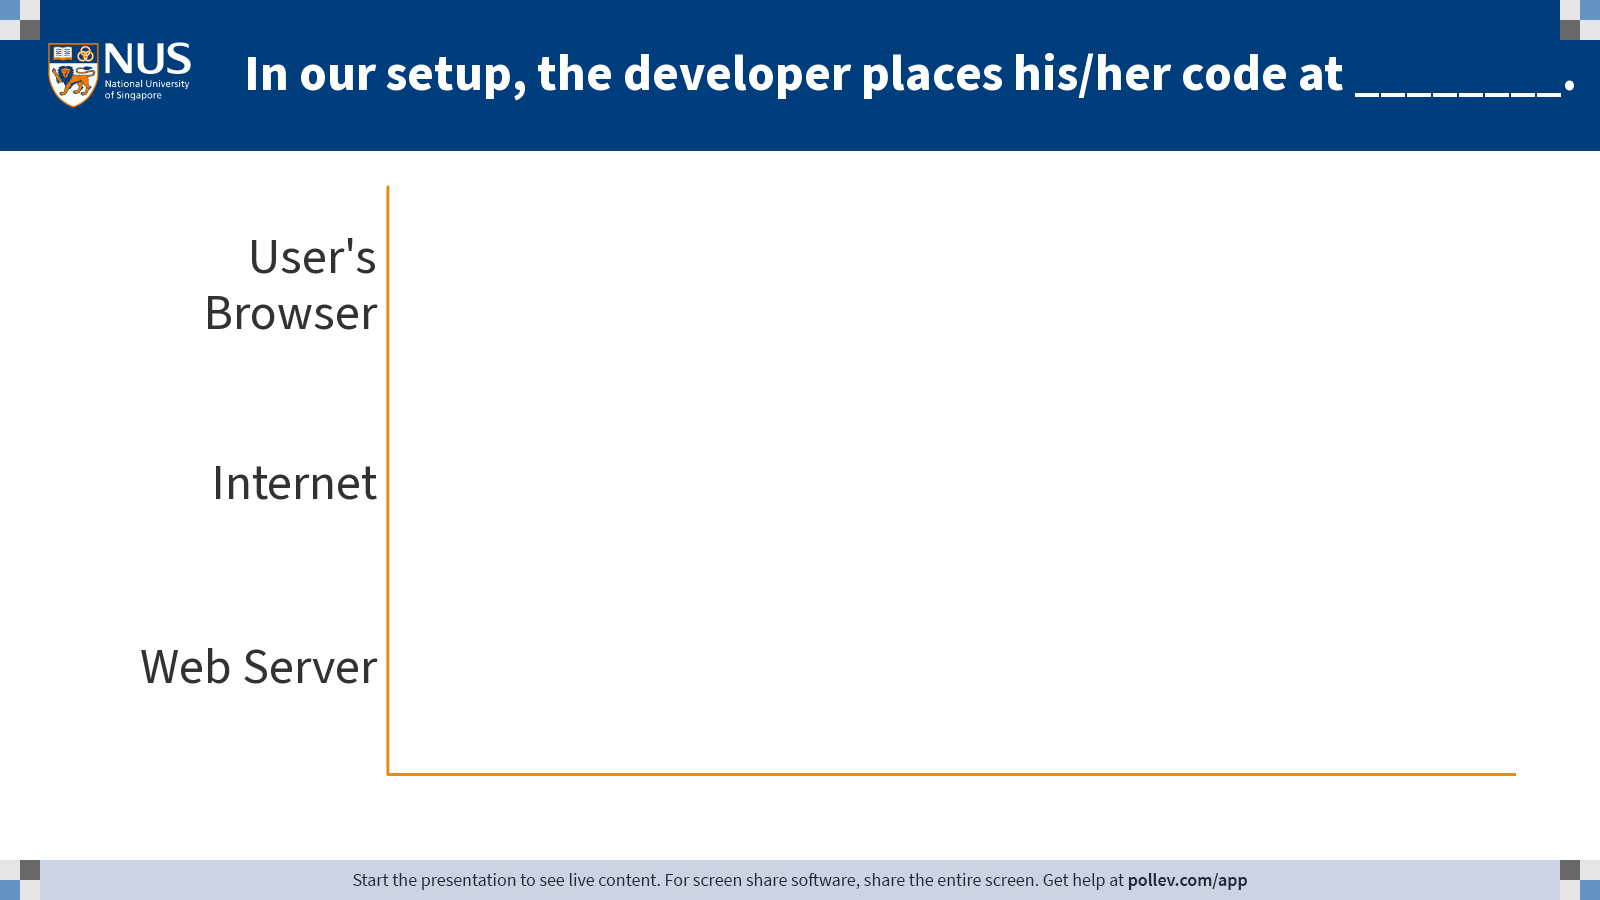 NUS
National University
of Singapore
In our setup, the developer places his/her code at ________.
User's
Browser
Internet
Web Server
Start the presentation to see live content. For screen share software, share the entire screen. Get help at pollev.com/app